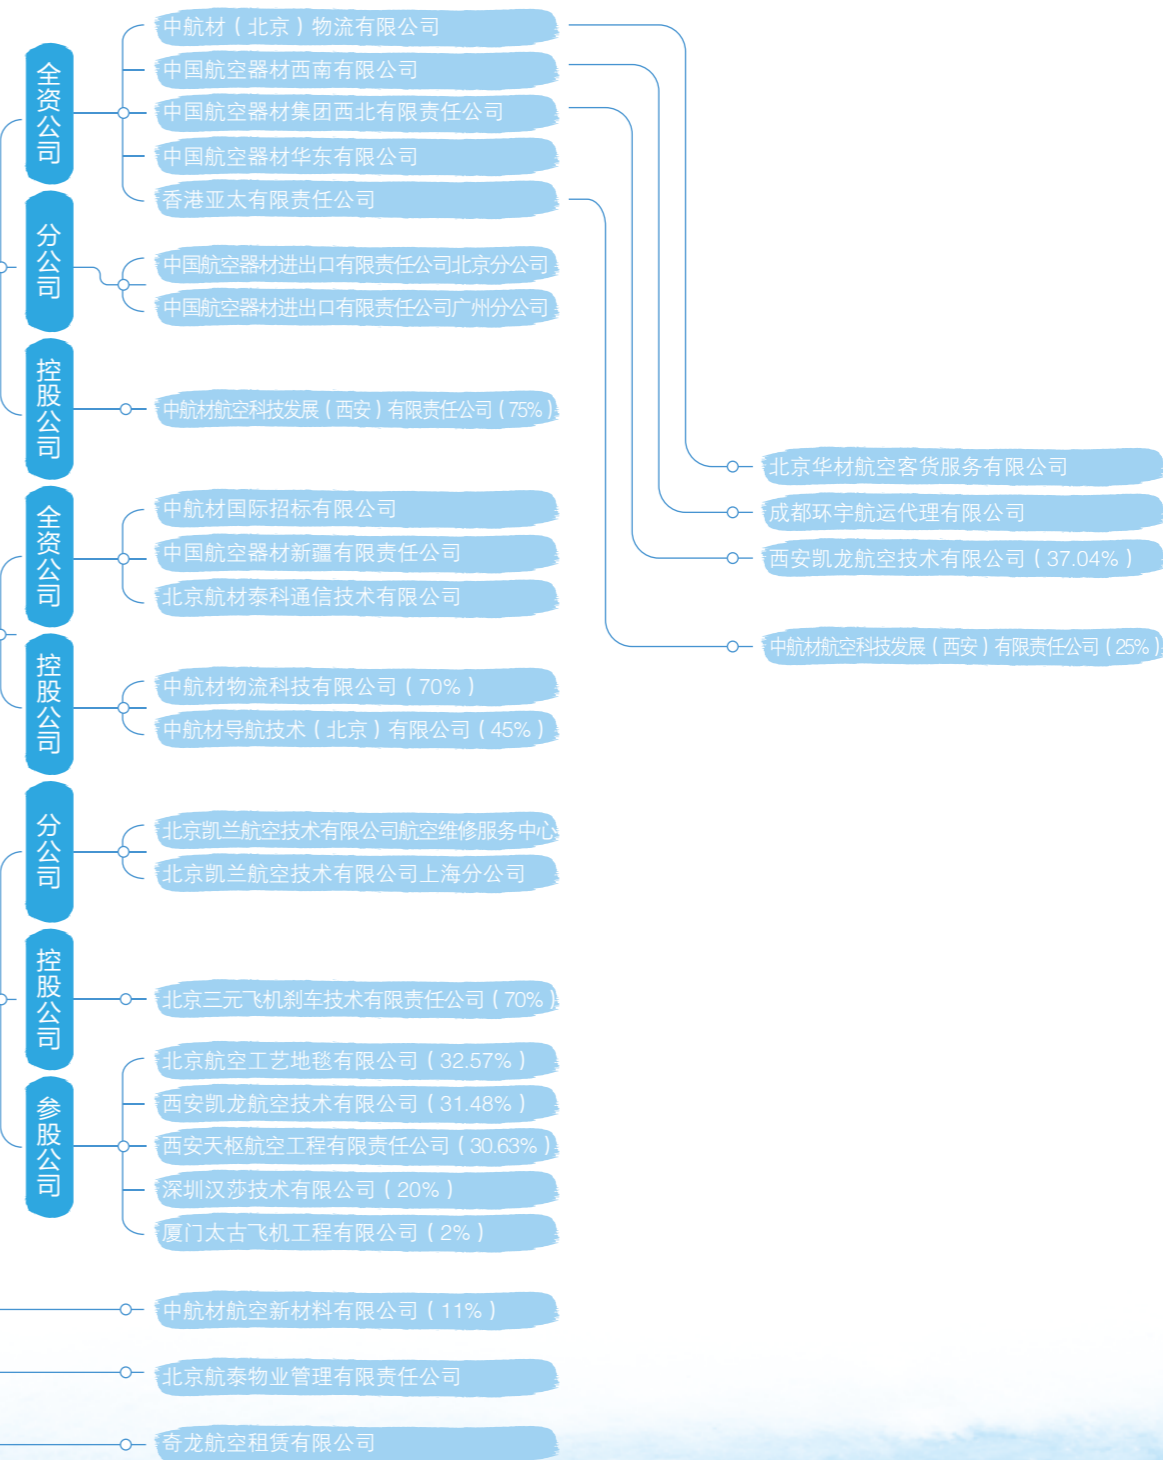 全资公司
中航材（北京）物流有限公司
中国航空器材西南有限公司
中国航空器材集团西北有限责任公司
中国航空器材华东有限公司
香港亚太有限责任公司
分公司
中国航空器材进出口有限责任公司北京分公司
中国航空器材进出口有限责任公司广州分公司
控股公司
中航材航空科技发展（西安）有限责任公司（75%）
北京华材航空客货服务有限公司
成都环宇航运代理有限公司
西安凯龙航空技术有限公司（37.04%）
中航材航空科技发展（西安）有限责任公司（25%）
全资公司
中航材国际招标有限公司
中国航空器材新疆有限责任公司
北京航材泰科通信技术有限公司
控股公司
中航材物流科技有限公司（70%）
中航材导航技术（北京）有限公司（45%）
分公司
北京凯兰航空技术有限公司航空维修服务中心
北京凯兰航空技术有限公司上海分公司
控股公司
北京三元飞机刹车技术有限责任公司（70%）
参股公司
北京航空工艺地毯有限公司（32.57%）
西安凯龙航空技术有限公司（31.48%）
西安天枢航空工程有限责任公司（30.63%）
深圳汉莎技术有限公司（20%）
厦门太古飞机工程有限公司（2%）
中航材航空新材料有限公司（11%）
北京航泰物业管理有限责任公司
奇龙航空租赁有限公司